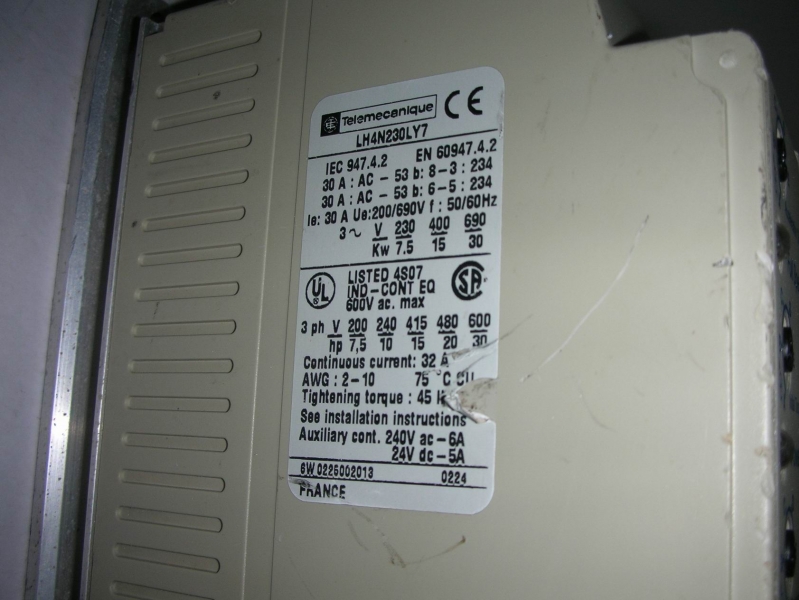 Telemecanique CE
LH4N230LY7
IEC 947.4.2 EN 60947.4.2
30 A : AC - 53 b: 8-3 : 234
30 A : AC - 53 b: 6-5 : 234
Ie: 30 A Ue:200/690V f : 50/60Hz
3~ V 230 400 690
Kw 7.5 15 30
UL LISTED 4S07 SA
IND-CONT EQ
600V ac. max
3 ph V 200 240 415 480 600
hp 7,5 10 15 20 30
Continuous current: 32 A
AWG : 2-10 75 °C CU
Tightening torque : 45
See installation instructions
Auxiliary cont. 240V ac-6A
24V dc-5A
6W0225002013 0224
FRANCE